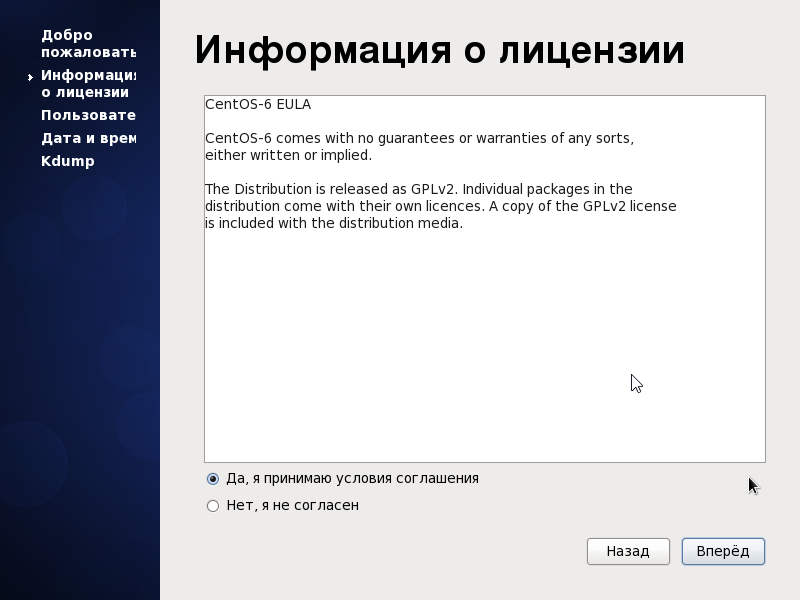 Добро
пожаловать
Информация
о лицензии
Пользовате
Дата и врем
Kdump
Информация о лицензии
CentOS-6 EULA
CentOS-6 comes with no guarantees or warranties of any sorts,
either written or implied.
The Distribution is released as GPLv2. Individual packages in the
distribution come with their own licences. A copy of the GPLv2 license
is included with the distribution media.
Да, я принимаю условия соглашения
Нет, я не согласен
Назад
Вперёд